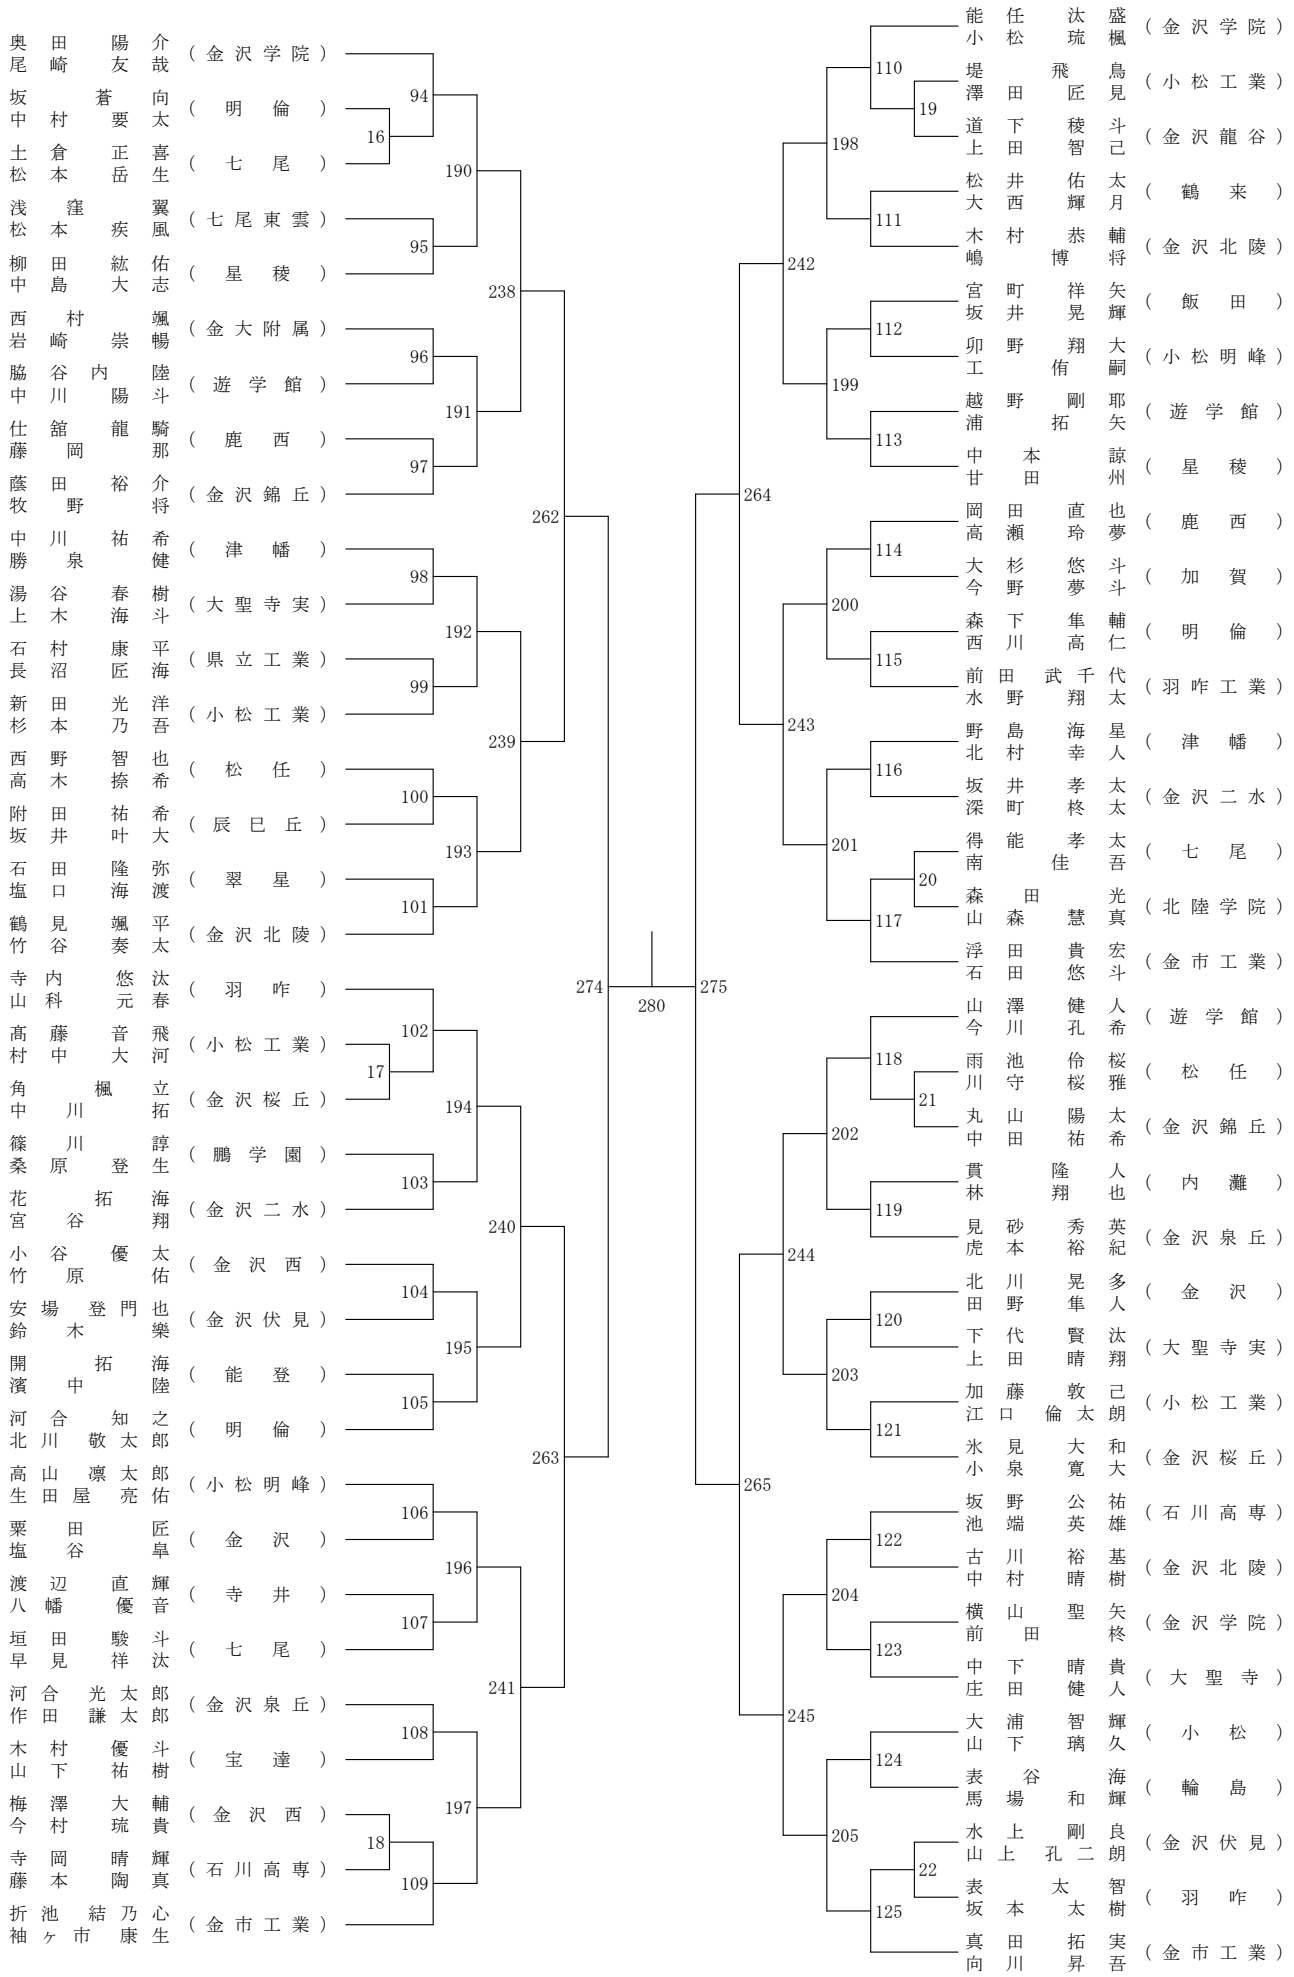 奥田陽介
尾崎友哉
(金沢学院)
坂蒼向
中村要太
(明倫)
土倉正喜
松本岳生
(七尾)
浅窪翼
松本疾風
(七尾東雲)
柳田紘佑
中島大志
(星稜)
西村颯
岩崎崇暢
(金大附属)
脇谷内陸
中川陽斗
(遊学館)
仕舘龍騎
藤岡那
(鹿西)
蔭田裕介
牧野将
(金沢錦丘)
中川祐希
勝泉健
(津幡)
湯谷春樹
上木海斗
(大聖寺実)
石村康平
長沼匠海
(県立工業)
新田光洋
杉本乃吾
(小松工業)
西野智也
高木捺希
(松任)
附田祐希
坂井叶大
(辰巳丘)
石田隆弥
塩口海渡
(翠星)
鶴見颯平
竹谷奏太
(金沢北陵)
寺内悠汰
山科元春
(羽咋)
髙藤音飛
村中大河
(小松工業)
角楓立
中川拓
(金沢桜丘)
篠川諄
桑原登生
(鵬学園)
花拓海
宮谷翔
(金沢二水)
小谷優太
竹原佑
(金沢西)
安場登門也
鈴木樂
(金沢伏見)
開拓海
濱中陸
(能登)
河合知之
北川敬太郎
(明倫)
高山凛太郎
生田屋亮佑
(小松明峰)
粟田匠
塩谷皐
(金沢)
渡辺直輝
八幡優音
(寺井)
垣田駿斗
早見祥汰
(七尾)
河合光太郎
作田謙太郎
(金沢泉丘)
木村優斗
山下祐樹
(宝達)
梅澤大輔
今村琉貴
(金沢西)
寺岡晴輝
藤本陶真
(石川高専)
折池結乃心
袖ヶ市康生
(金市工業)
16
17
18
94
95
96
97
98
99
100
101
102
103
104
105
106
107
108
109
190
191
192
193
194
195
196
197
238
239
240
241
262
263
274
280
275
264
265
242
243
244
245
198
199
200
201
202
203
204
205
110
111
112
113
114
115
116
117
118
119
120
121
122
123
124
125
19
20
21
22
能任汰盛
小松琉楓
(金沢学院)
堤飛鳥
澤田匠見
(小松工業)
道下稜斗
上田智己
(金沢龍谷)
松井佑太
大西輝月
(鶴来)
木村恭輔
嶋博将
(金沢北陵)
宮町祥矢
坂井晃輝
(飯田)
卯野翔大
工侑嗣
(小松明峰)
越野剛耶
浦拓矢
(遊学館)
中本諒
甘田州
(星稜)
岡田直也
高瀬玲夢
(鹿西)
大杉悠斗
今野夢斗
(加賀)
森下隼輔
西川高仁
(明倫)
前田武千代
水野翔太
(羽咋工業)
野島海星
北村幸人
(津幡)
坂井孝太
深町柊太
(金沢二水)
得能孝太
南佳吾
(七尾)
森田光
山森慧真
(北陸学院)
浮田貴宏
石田悠斗
(金市工業)
山澤健人
今川孔希
(遊学館)
雨池伶桜
川守桜雅
(松任)
丸山陽太
中田祐希
(金沢錦丘)
貫隆人
林翔也
(内灘)
見砂秀英
虎本裕紀
(金沢泉丘)
北川晃多
田野隼人
(金沢)
下代賢汰
上田晴翔
(大聖寺実)
加藤敦己
江口倫太朗
(小松工業)
氷見大和
小泉寛大
(金沢桜丘)
坂野公祐
池端英雄
(石川高専)
古川裕基
中村晴樹
(金沢北陵)
横山聖矢
前田柊
(金沢学院)
中下晴貴
庄田健人
(大聖寺)
大浦智輝
山下璃久
(小松)
表谷海
馬場和輝
(輪島)
水上剛良
山上孔二朗
(金沢伏見)
表太智
坂本太樹
(羽咋)
真田拓実
向川昇吾
(金市工業)